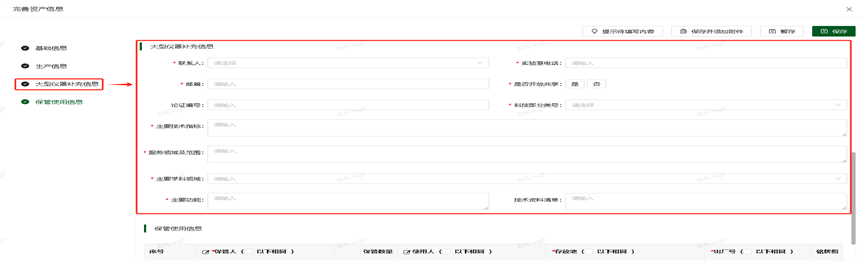 完善资产信息
提示待填写内容 保存并添加附件 暂存 保存
基础信息
生产信息
大型仪器补充信息
保管使用信息
大型仪器补充信息
* 联系人: 请选择 * 实验室电话: 请输入
* 邮箱: 请输入 * 是否开放共享: 是 否
论证编号: 请输入 * 科技部分类号: 请选择
* 主要技术指标: 请输入
* 服务领域及范围: 请输入
* 主要学科领域: 请输入
* 主要功能: 请输入 技术资料清单: 请输入
保管使用信息
序号 *保管人 ( 以下相同 ) 保管数量 使用人 ( 以下相同 ) *存放地 ( 以下相同 ) *出厂号 ( 以下相同 ) 铭牌图